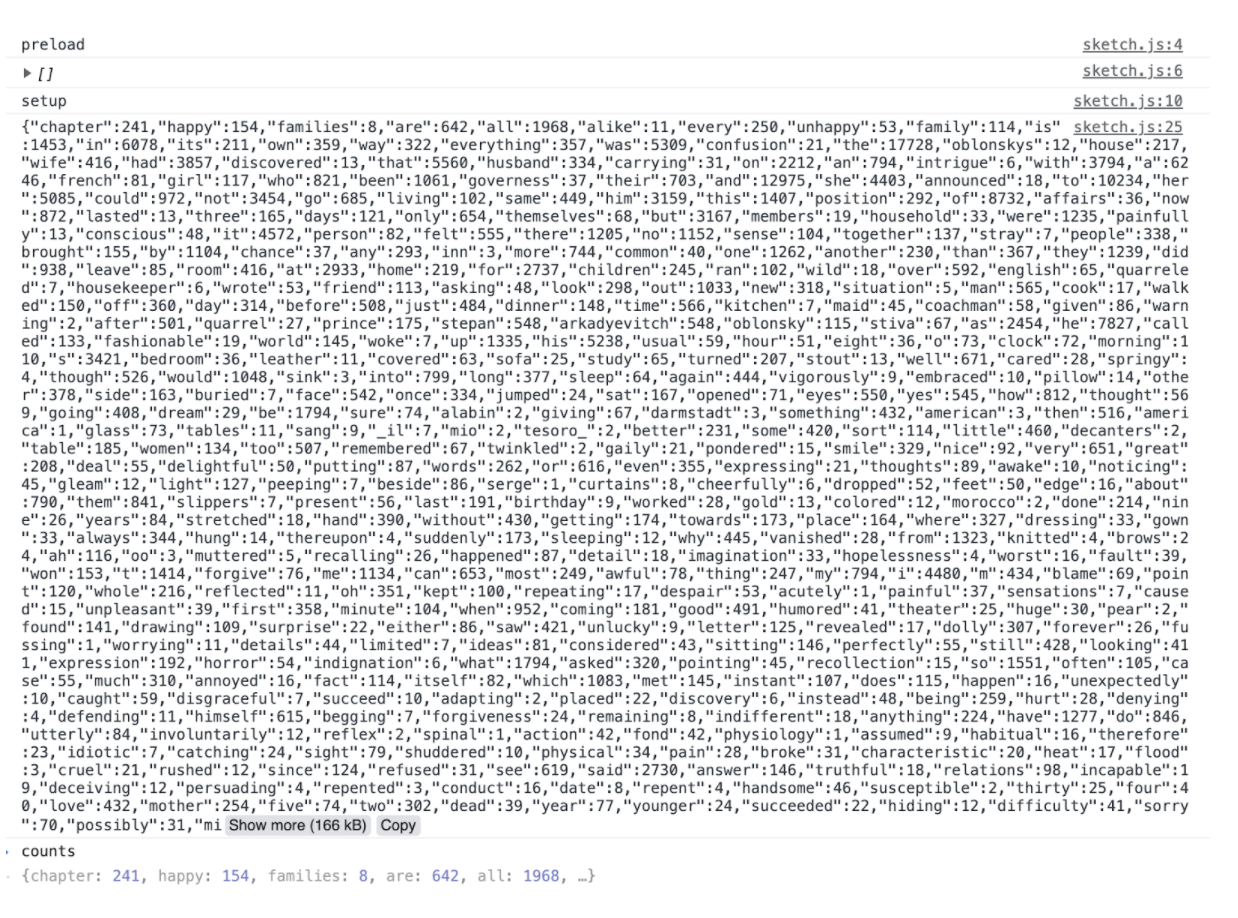 preload sketch.js:4
▶ [] sketch.js:6
setup sketch.js:10
{"chapter":241,"happy":154,"families":8,"are":642,"all":1968,"alike":11,"every":250,"unhappy":53,"family":114,"is" sketch.js:25
:1453,"in":6078,"its":211,"own":359,"way":322,"everything":357,"was":5309,"confusion":21,"the":17728,"oblonskys":12,"house":217,
"wife":416,"had":3857,"discovered":13,"that":5560,"husband":334,"carrying":31,"on":2212,"an":794,"intrigue":6,"with":3794,"a":62
46,"french":81,"girl":117,"who":821,"been":1061,"governess":37,"their":703,"and":12975,"she":4403,"announced":18,"to":10234,"her
":5085,"could":972,"not":3454,"go":685,"living":102,"same":449,"him":3159,"this":1407,"position":292,"of":8732,"affairs":36,"now
":872,"lasted":13,"three":165,"days":121,"only":654,"themselves":68,"but":3167,"members":19,"household":33,"were":1235,"painfull
y":13,"conscious":48,"it":4572,"person":82,"felt":555,"there":1205,"no":1152,"sense":104,"together":137,"stray":7,"people":338,"
brought":155,"by":1104,"chance":37,"any":293,"inn":3,"more":744,"common":40,"one":1262,"another":230,"than":367,"they":1239,"did
":938,"leave":85,"room":416,"at":2933,"home":219,"for":2737,"children":245,"ran":102,"wild":18,"over":592,"english":65,"quarrele
d":7,"housekeeper":6,"wrote":53,"friend":113,"asking":48,"look":298,"out":1033,"new":318,"situation":5,"man":565,"cook":17,"walk
ed":150,"off":360,"day":314,"before":508,"just":484,"dinner":148,"time":566,"kitchen":7,"maid":45,"coachman":58,"given":86,"warn
ing":2,"after":501,"quarrel":27,"prince":175,"stepan":548,"arkadyevitch":548,"oblonsky":115,"stiva":67,"as":2454,"he":7827,"call
ed":133,"fashionable":19,"world":145,"woke":7,"up":1335,"his":5238,"usual":59,"hour":51,"eight":36,"o":73,"clock":72,"morning":1
10,"s":3421,"bedroom":36,"leather":11,"covered":63,"sofa":25,"study":65,"turned":207,"stout":13,"well":671,"cared":28,"springy":
4,"though":526,"would":1048,"sink":3,"into":799,"long":377,"sleep":64,"again":444,"vigorously":9,"embraced":10,"pillow":14,"othe
r":378,"side":163,"buried":7,"face":542,"once":334,"jumped":24,"sat":167,"opened":71,"eyes":550,"yes":545,"how":812,"thought":56
9,"going":408,"dream":29,"be":1794,"sure":74,"alabin":2,"giving":67,"darmstadt":3,"something":432,"american":3,"then":516,"ameri
ca":1,"glass":73,"tables":11,"sang":9,"_il":7,"mio":2,"tesoro_":2,"better":231,"some":420,"sort":114,"little":460,"decanters":2,
"table":185,"women":134,"too":507,"remembered":67,"twinkled":2,"gaily":21,"pondered":15,"smile":329,"nice":92,"very":651,"great"
:208,"deal":55,"delightful":50,"putting":87,"words":262,"or":616,"even":355,"expressing":21,"thoughts":89,"awake":10,"noticing":
45,"gleam":12,"light":127,"peeping":7,"beside":86,"serge":1,"curtains":8,"cheerfully":6,"dropped":52,"feet":50,"edge":16,"about"
:790,"them":841,"slippers":7,"present":56,"last":191,"birthday":9,"worked":28,"gold":13,"colored":12,"morocco":2,"done":214,"nin
e":26,"years":84,"stretched":18,"hand":390,"without":430,"getting":174,"towards":173,"place":164,"where":327,"dressing":33,"gown
":33,"always":344,"hung":14,"thereupon":4,"suddenly":173,"sleeping":12,"why":445,"vanished":28,"from":1323,"knitted":4,"brows":2
4,"ah":116,"oo":3,"muttered":5,"recalling":26,"happened":87,"detail":18,"imagination":33,"hopelessness":4,"worst":16,"fault":39,
"won":153,"t":1414,"forgive":76,"me":1134,"can":653,"most":249,"awful":78,"thing":247,"my":794,"i":4480,"m":434,"blame":69,"poin
t":120,"whole":216,"reflected":11,"oh":351,"kept":100,"repeating":17,"despair":53,"acutely":1,"painful":37,"sensations":7,"cause
d":15,"unpleasant":39,"first":358,"minute":104,"when":952,"coming":181,"good":491,"humored":41,"theater":25,"huge":30,"pear":2,"
found":141,"drawing":109,"surprise":22,"either":86,"saw":421,"unlucky":9,"letter":125,"revealed":17,"dolly":307,"forever":26,"fu
ssing":1,"worrying":11,"details":44,"limited":7,"ideas":81,"considered":43,"sitting":146,"perfectly":55,"still":428,"looking":41
1,"expression":192,"horror":54,"indignation":6,"what":1794,"asked":320,"pointing":45,"recollection":15,"so":1551,"often":105,"ca
se":55,"much":310,"annoyed":16,"fact":114,"itself":82,"which":1083,"met":145,"instant":107,"does":115,"happen":16,"unexpectedly"
:10,"caught":59,"disgraceful":7,"succeed":10,"adapting":2,"placed":22,"discovery":6,"instead":48,"being":259,"hurt":28,"denying"
:4,"defending":11,"himself":615,"begging":7,"forgiveness":24,"remaining":8,"indifferent":18,"anything":224,"have":1277,"do":846,
"utterly":84,"involuntarily":12,"reflex":2,"spinal":1,"action":42,"fond":42,"physiology":1,"assumed":9,"habitual":16,"therefore"
:23,"idiotic":7,"catching":24,"sight":79,"shuddered":10,"physical":34,"pain":28,"broke":31,"characteristic":20,"heat":17,"flood"
:3,"cruel":21,"rushed":12,"since":124,"refused":31,"see":619,"said":2730,"answer":146,"truthful":18,"relations":98,"incapable":1
9,"deceiving":12,"persuading":4,"repented":3,"conduct":16,"date":8,"repent":4,"handsome":46,"susceptible":2,"thirty":25,"four":4
0,"love":432,"mother":254,"five":74,"two":302,"dead":39,"year":77,"younger":24,"succeeded":22,"hiding":12,"difficulty":41,"sorry
":70,"possibly":31,"mi Show more (166 kB) Copy
counts
{chapter: 241, happy: 154, families: 8, are: 642, all: 1968, …}